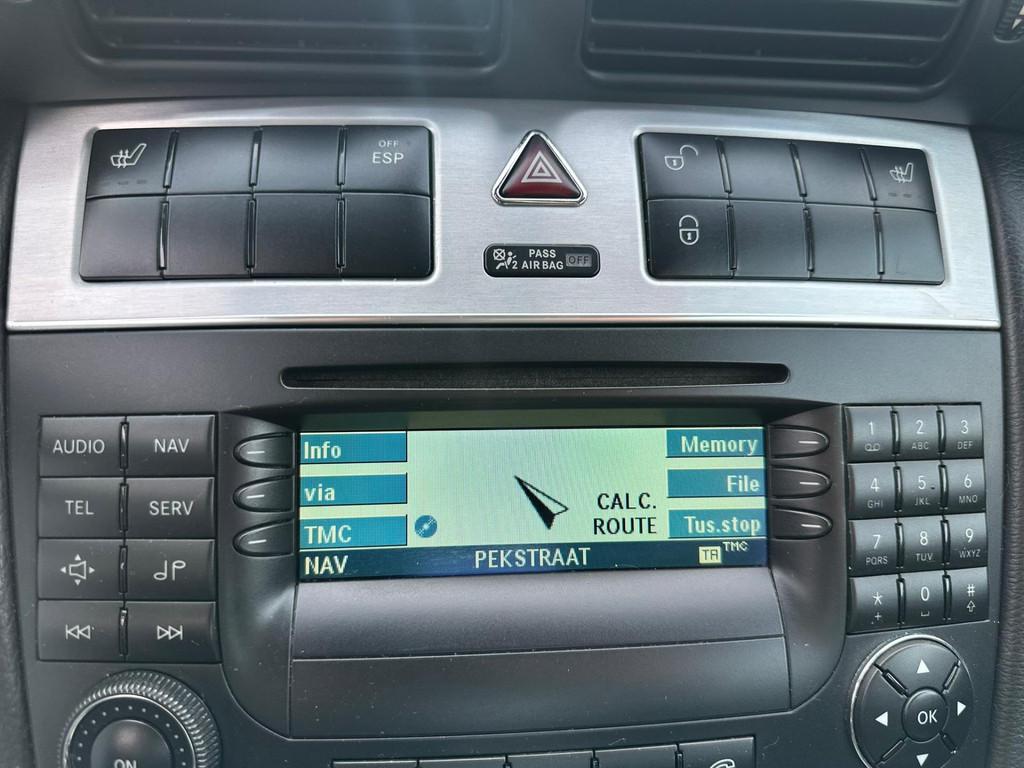 OFF
ESP
PASS
AIR BAG OFF
2
AUDIO NAV
TEL SERV
Info
via
TMC
NAV
CALC.
ROUTE
PEKSTRAAT
Memory
File
Tus.stop
TA TMC
1 2 3
ABC DEF
4 5 6
GHI JKL MNO
7 8 9
PQRS TUV WXYZ
* 0 #
+
OK
ON